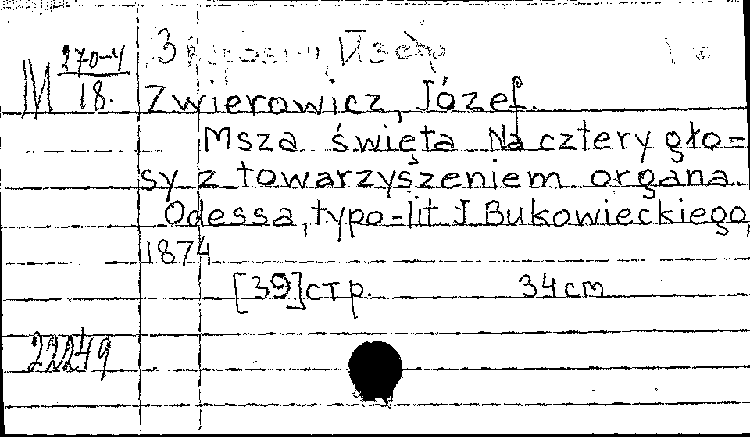 М 270-4/18.
Zwierowicz, Józef.
Msza święta Na cztery gło=
sy z towarzyszeniem organa.
Odessa, typo-lit J. Bukowieckiego,
1874
[39]стр. 34 cm
22249